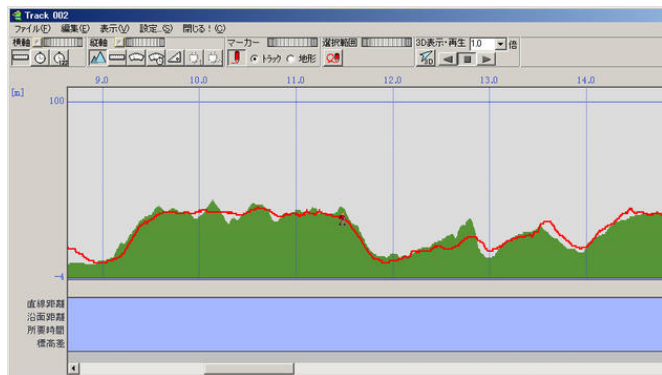 Track 002
ファイル(F) 編集(E) 表示(V) 設定..(S) 閉じる！(C)
横軸 縦軸 マーカー 選択範囲 3D表示・再生 1.0 倍
トラック 地形 3D
9.0 10.0 11.0 12.0 13.0 14.0
[m]
100
-4
直線距離
沿面距離
所要時間
標高差